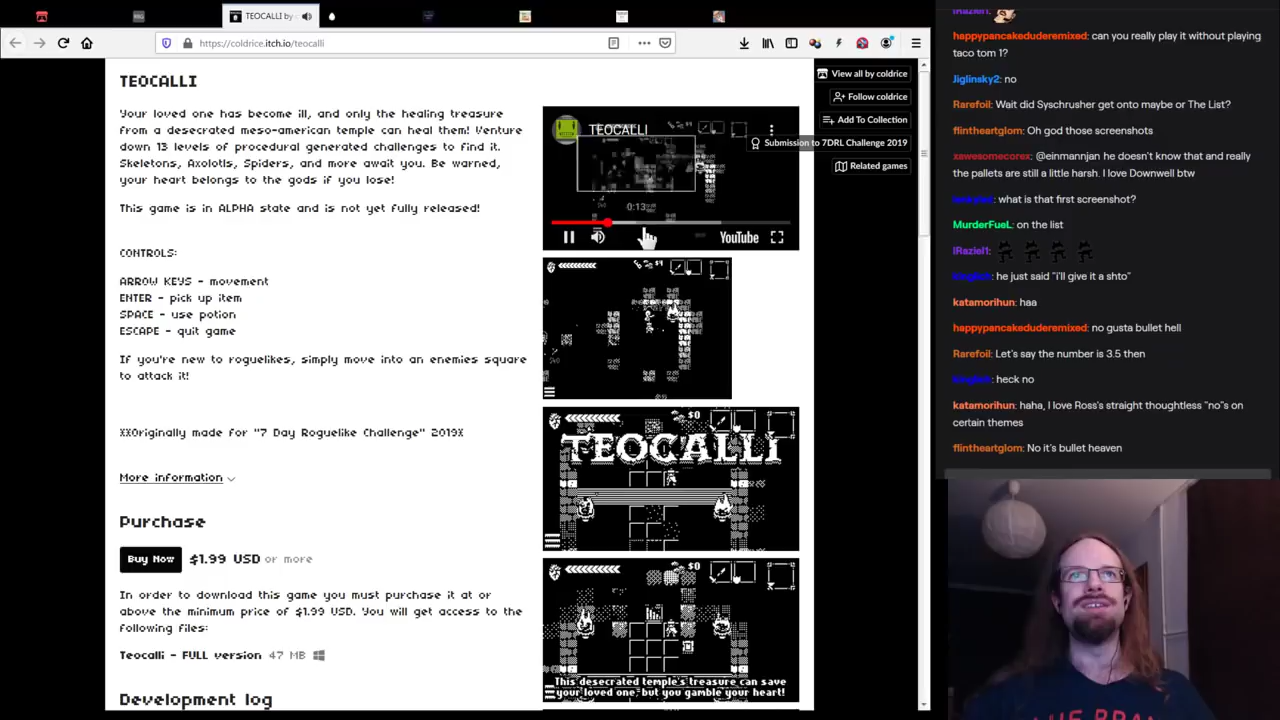 TEOCALLI by
https://coldrice.itch.io/teocalli
TEOCALLI
Your loved one has become ill, and only the healing treasure
from a desecrated meso-american temple can heal them! Venture
down 13 levels of procedural generated challenges to find it.
Skeletons, Axolotls, Spiders, and more await you. Be warned,
your heart belongs to the gods if you lose!
This game is in ALPHA state and is not yet fully released!
CONTROLS:
ARROW KEYS - movement
ENTER - pick up item
SPACE - use potion
ESCAPE - quit game
If you're new to roguelikes, simply move into an enemies square
to attack it!
XXOriginally made for "7 Day Roguelike Challenge" 2019X
More information
Purchase
Buy Now $1.99 USD or more
In order to download this game you must purchase it at or
above the minimum price of $1.99 USD. You will get access to the
following files:
Teocalli - FULL version 47 MB
Development log
TEOCALLI
0:13
YouTube
TEOCALLI
$0
$0
This desecrated temple's treasure can save
your loved one, but you gamble your heart!
View all by coldrice
Follow coldrice
Add To Collection
Submission to 7DRL Challenge 2019
Related games
happypancakeduderemixed: can you really play it without playing
taco tom 1?
Jiglinsky2: no
Rarefoil: Wait did Syschrusher get onto maybe or The List?
flintheartglom: Oh god those screenshots
xawesomecorex: @einmannjan he doesn't know that and really
the pallets are still a little harsh. I love Downwell btw
what is that first screenshot?
MurderFueL: on the list
IRaziel1:
he just said "i'll give it a shto"
katamorihun: haa
happypancakeduderemixed: no gusta bullet hell
Rarefoil: Let's say the number is 3.5 then
heck no
katamorihun: haha, I love Ross's straight thoughtless "no"s on
certain themes
flintheartglom: No it's bullet heaven